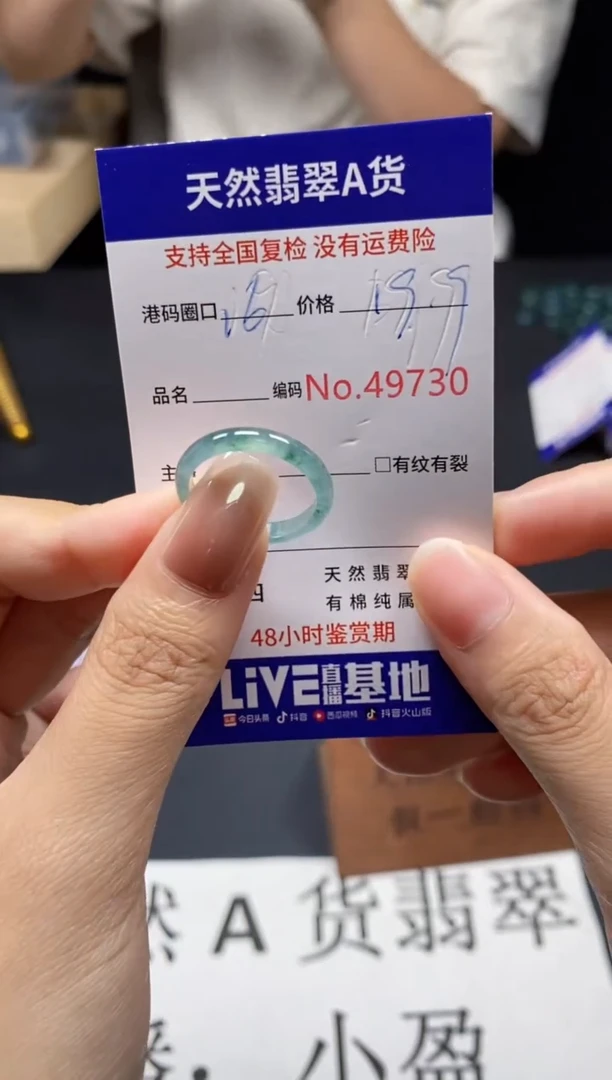 天然翡翠A货
支持全国复检 没有运费险
港码圈口 16 价格 199
品名 编码 No.49730
主 □有纹有裂
天然翡翠
有棉纯属
48小时鉴赏期
LiVE直播基地
今日头条 抖音 西瓜视频 抖音火山版
然 A 货翡翠
小盈